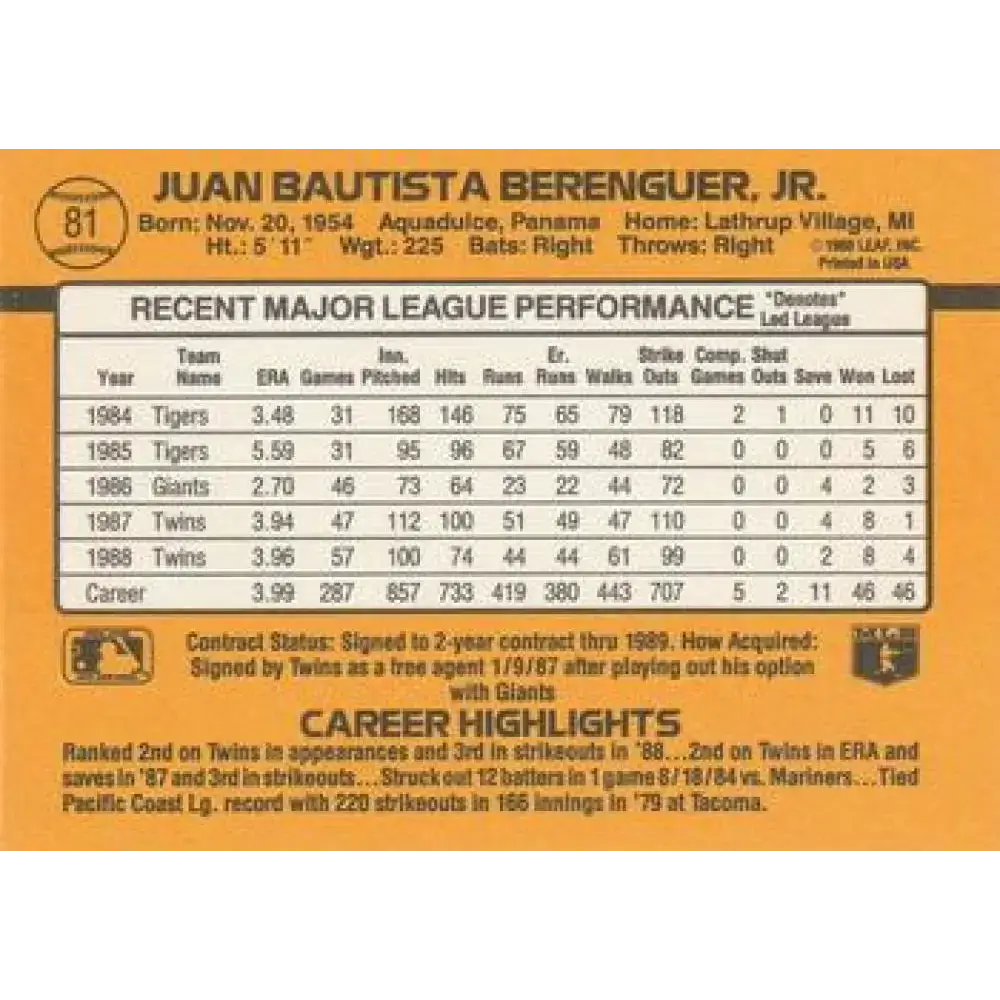 81
JUAN BAUTISTA BERENGUER, JR.
Born: Nov. 20, 1954 Aquadulce, Panama Home: Lathrup Village, MI
Ht.: 5´11˝ Wgt.: 225 Bats: Right Throws: Right
© LEAF, INC.
Printed in USA
RECENT MAJOR LEAGUE PERFORMANCE
"Denotes"
Led League
Year Team Name ERA Games Inn. Pitched Hits Runs Er. Runs Walks Strike Outs Comp. Games Shut Outs Save Won Lost
1984 Tigers 3.48 31 168 146 75 65 79 118 2 1 0 11 10
1985 Tigers 5.59 31 95 96 67 59 48 82 0 0 0 5 6
1986 Giants 2.70 46 73 64 23 22 44 72 0 0 4 2 3
1987 Twins 3.94 47 112 100 51 49 47 110 0 0 4 8 1
1988 Twins 3.96 57 100 74 44 44 61 99 0 0 2 8 4
Career 3.99 287 857 733 419 380 443 707 5 2 11 46 46
Contract Status: Signed to 2-year contract thru 1989. How Acquired:
Signed by Twins as a free agent 1/9/87 after playing out his option
with Giants
CAREER HIGHLIGHTS
Ranked 2nd on Twins in appearances and 3rd in strikeouts in '88...2nd on Twins in ERA and
saves in '87 and 3rd in strikeouts...Struck out 12 batters in 1 game 8/18/84 vs. Mariners...Tied
Pacific Coast Lg. record with 220 strikeouts in 166 innings in '79 at Tacoma.